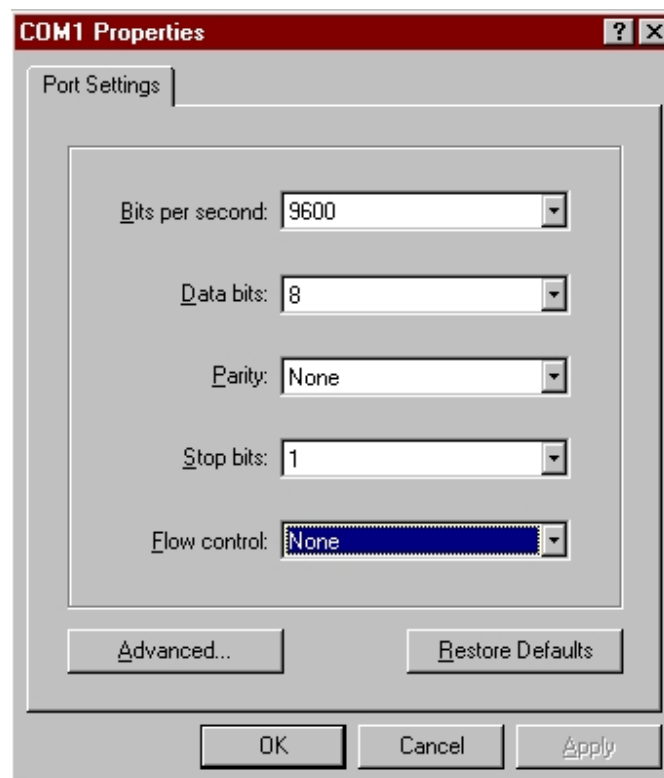 COM1 Properties
Port Settings
Bits per second: 9600
Data bits: 8
Parity: None
Stop bits: 1
Flow control: None
Advanced... Restore Defaults
OK Cancel Apply